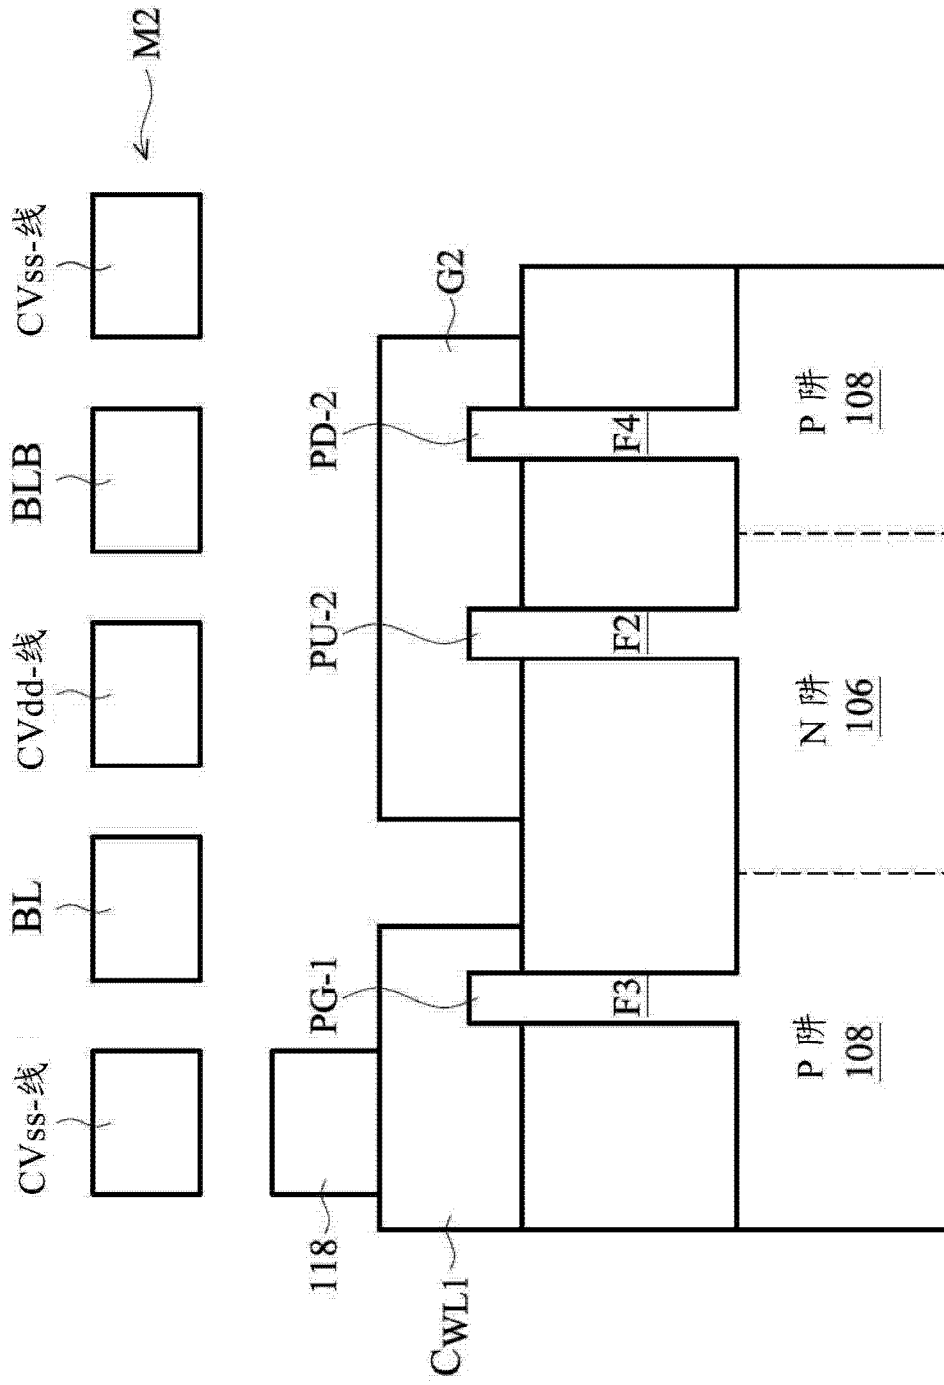 CVss-线
BL
CVdd-线
BLB
CVss-线
M2
118
PG-1
PU-2
PD-2
CWL1
G2
F3
F2
F4
P 阱
108
N 阱
106
P 阱
108